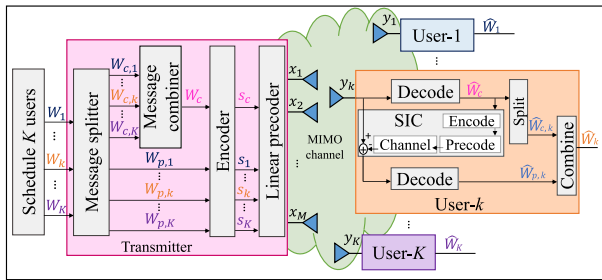 Schedule K users
W_1
W_k
W_K
Message splitter
W_{c,1}
W_{c,k}
W_{c,K}
Message combiner
W_c
W_{p,1}
W_{p,k}
W_{p,K}
Encoder
s_c
s_1
s_k
s_K
Linear precoder
x_1
x_2
x_M
Transmitter
MIMO channel
y_1
User-1
Ŵ_1
y_k
Decode
Ŵ_c
SIC
Encode
Precode
Channel
+
-
Split
Ŵ_{c,k}
Decode
Ŵ_{p,k}
Combine
Ŵ_k
User-k
y_K
User-K
Ŵ_K